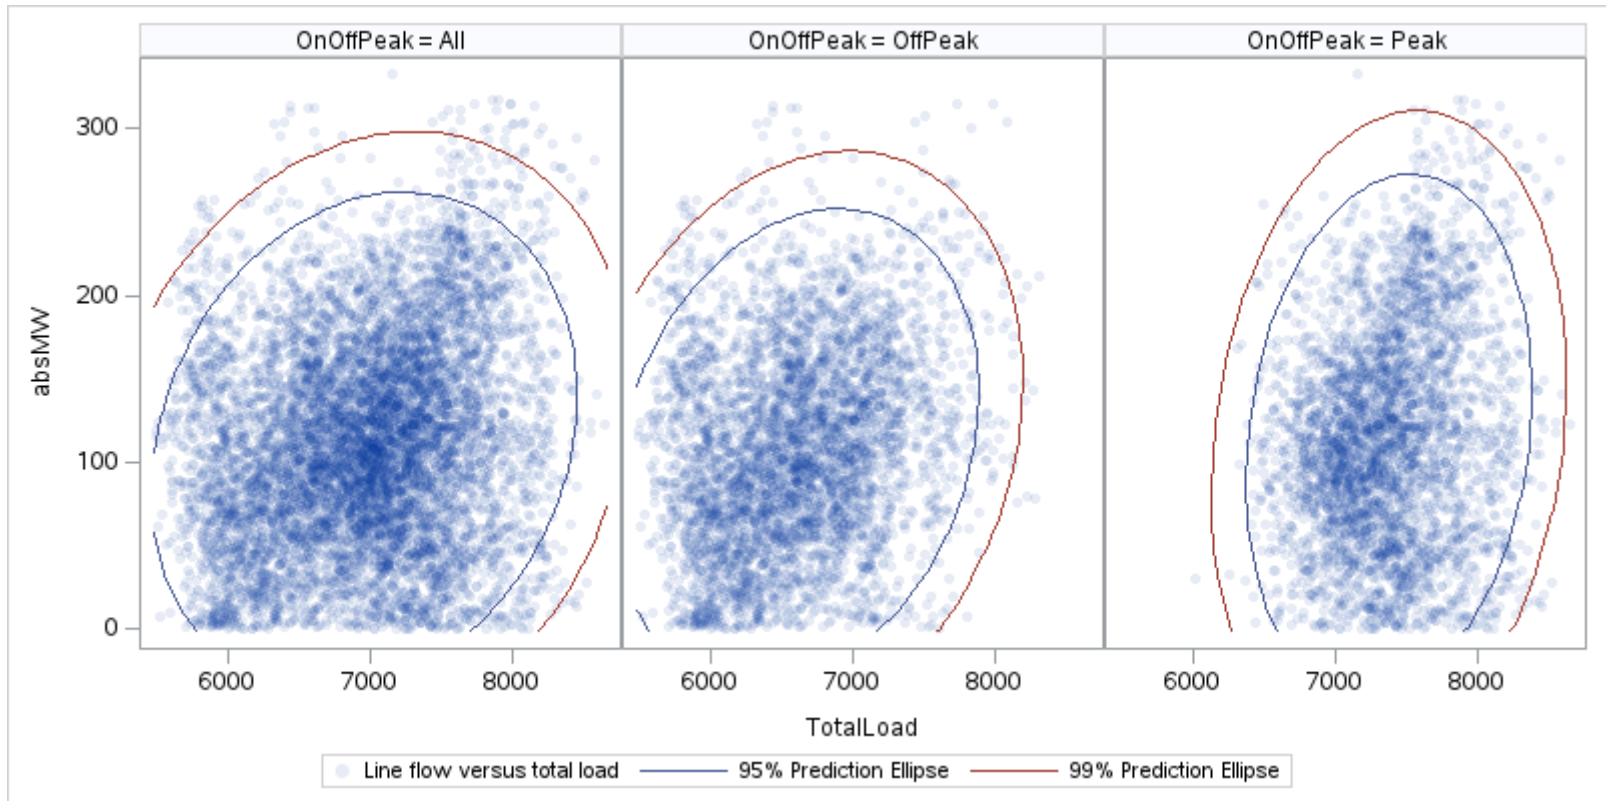 OnOffPeak = All
OnOffPeak = OffPeak
OnOffPeak = Peak
absMW
300
200
100
0
6000 7000 8000
6000 7000 8000
6000 7000 8000
TotalLoad
Line flow versus total load
95% Prediction Ellipse
99% Prediction Ellipse